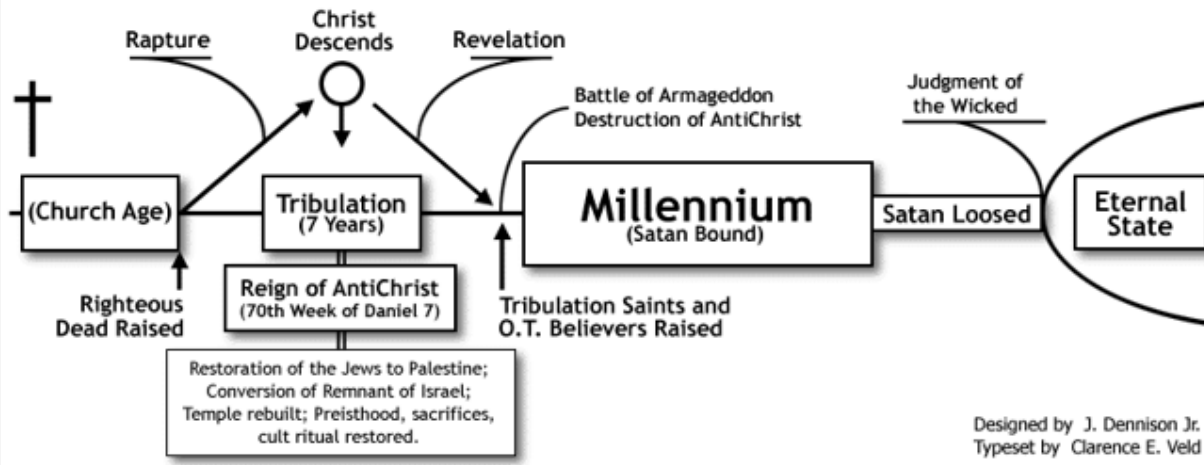 Rapture
Christ
Descends
Revelation
Battle of Armageddon
Destruction of AntiChrist
Judgment of
the Wicked
(Church Age)
Tribulation
(7 Years)
Millennium
(Satan Bound)
Satan Loosed
Eternal
State
Righteous
Dead Raised
Reign of AntiChrist
(70th Week of Daniel 7)
Tribulation Saints and
O.T. Believers Raised
Restoration of the Jews to Palestine;
Conversion of Remnant of Israel;
Temple rebuilt; Preisthood, sacrifices,
cult ritual restored.
Designed by J. Dennison Jr.
Typeset by Clarence E. Veld